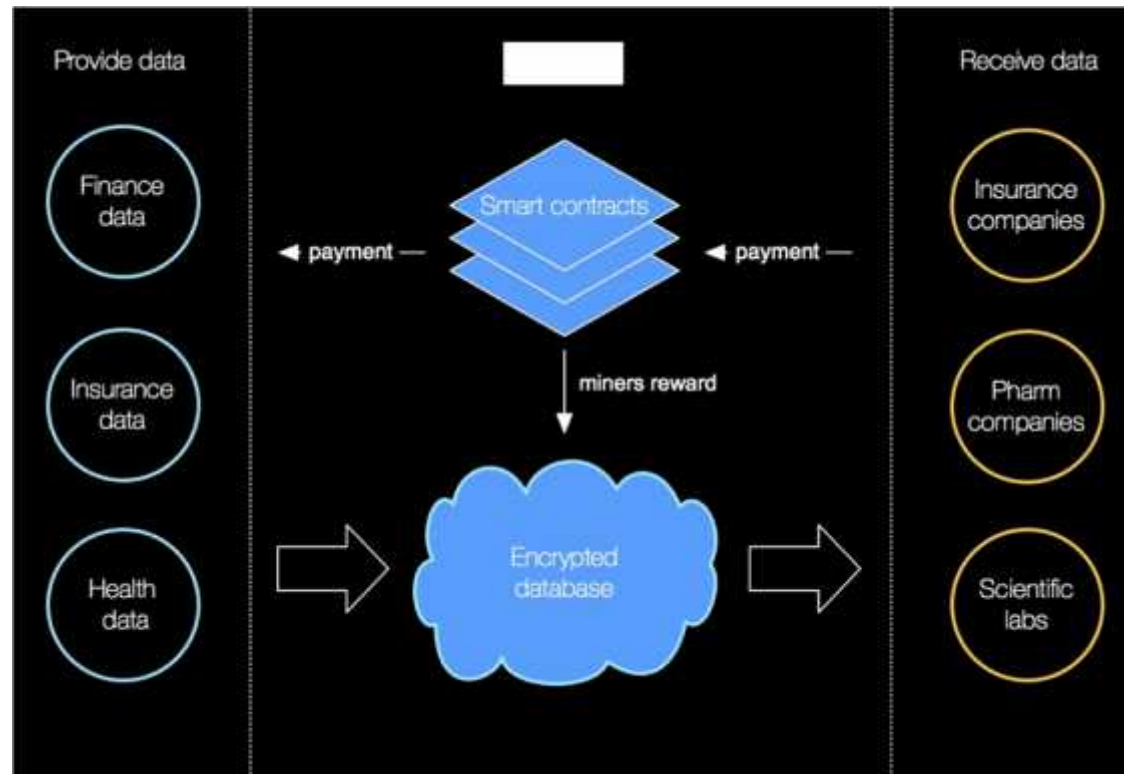 Provide data
Receive data
Finance
data
Smart contracts
Insurance
companies
payment
payment
miners reward
Insurance
data
Pharm
companies
Encrypted
database
Health
data
Scientific
labs